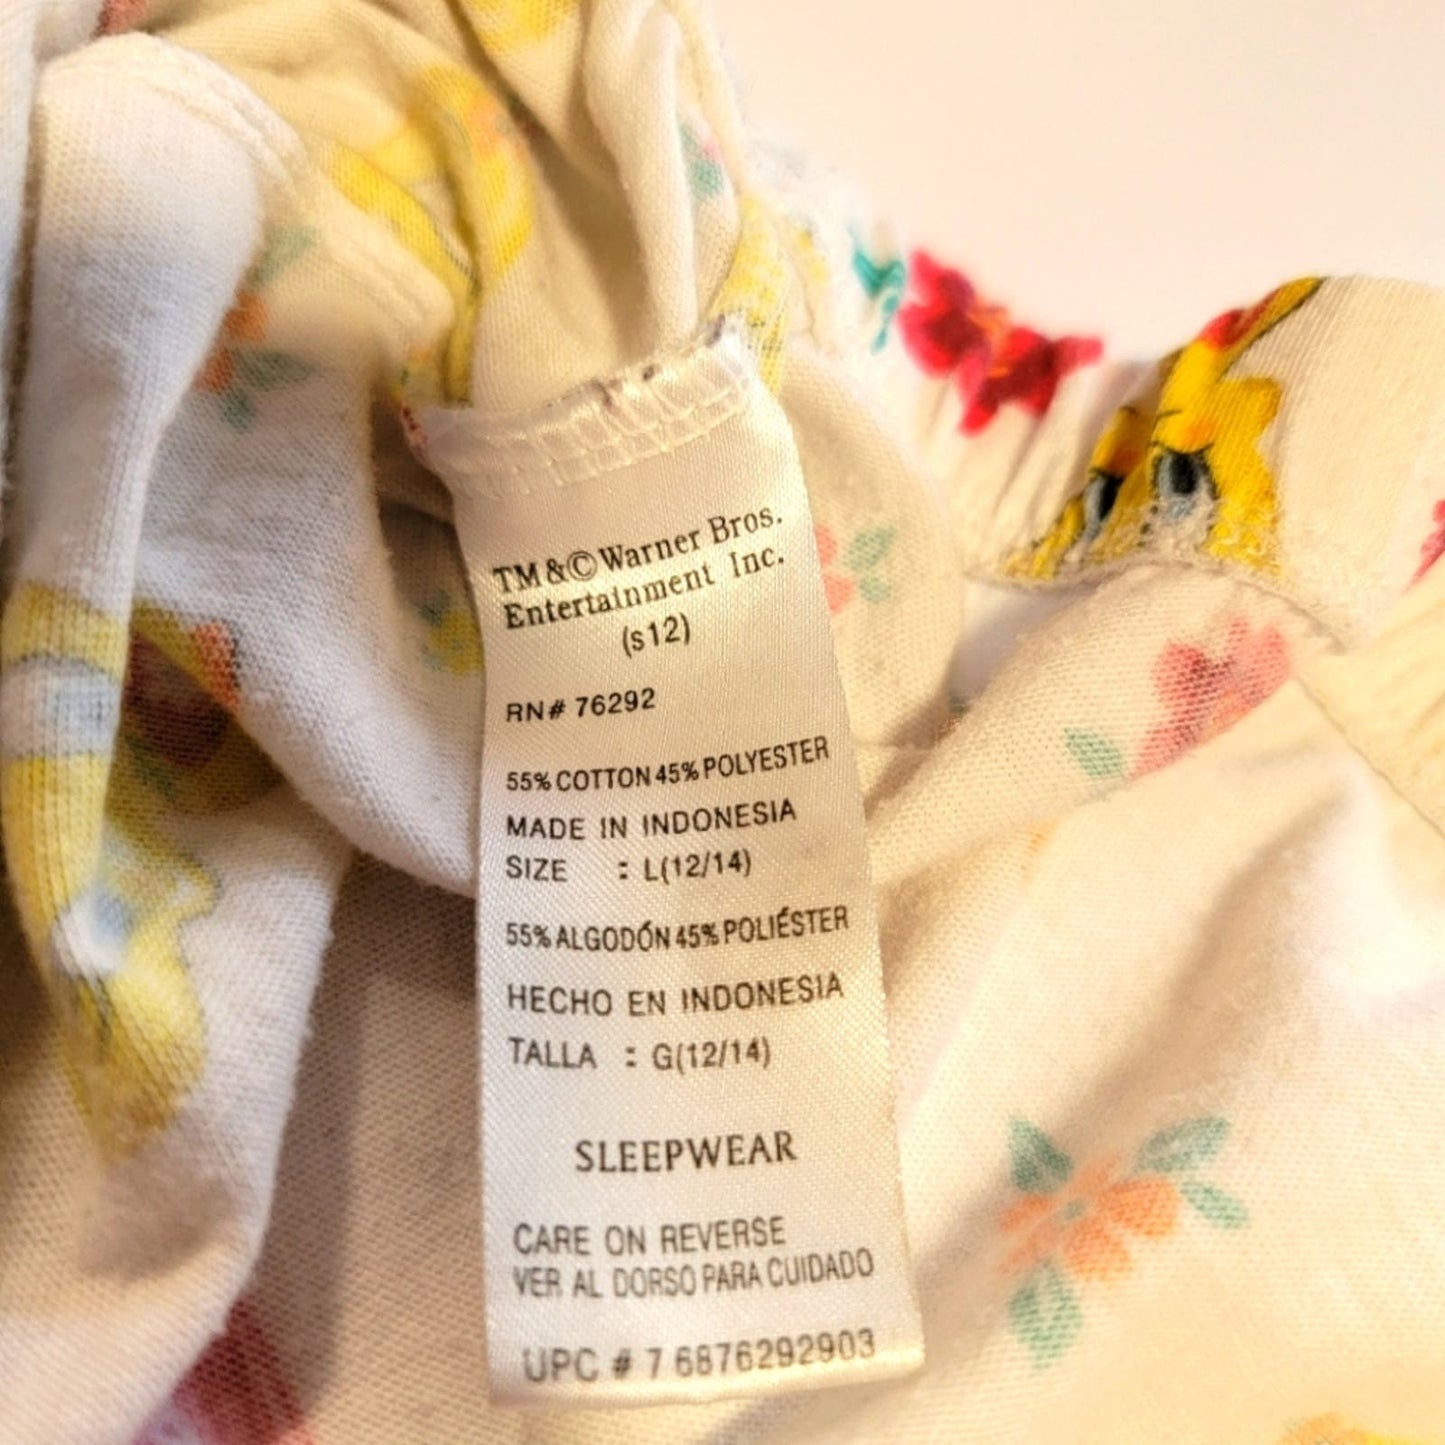 TM&©Warner Bros.
Entertainment Inc.
(s12)
RN# 76292
55% COTTON 45% POLYESTER
MADE IN INDONESIA
SIZE : L(12/14)
55% ALGODÓN 45% POLIÉSTER
HECHO EN INDONESIA
TALLA : G(12/14)
SLEEPWEAR
CARE ON REVERSE
VER AL DORSO PARA CUIDADO
UPC # 7 6876292903